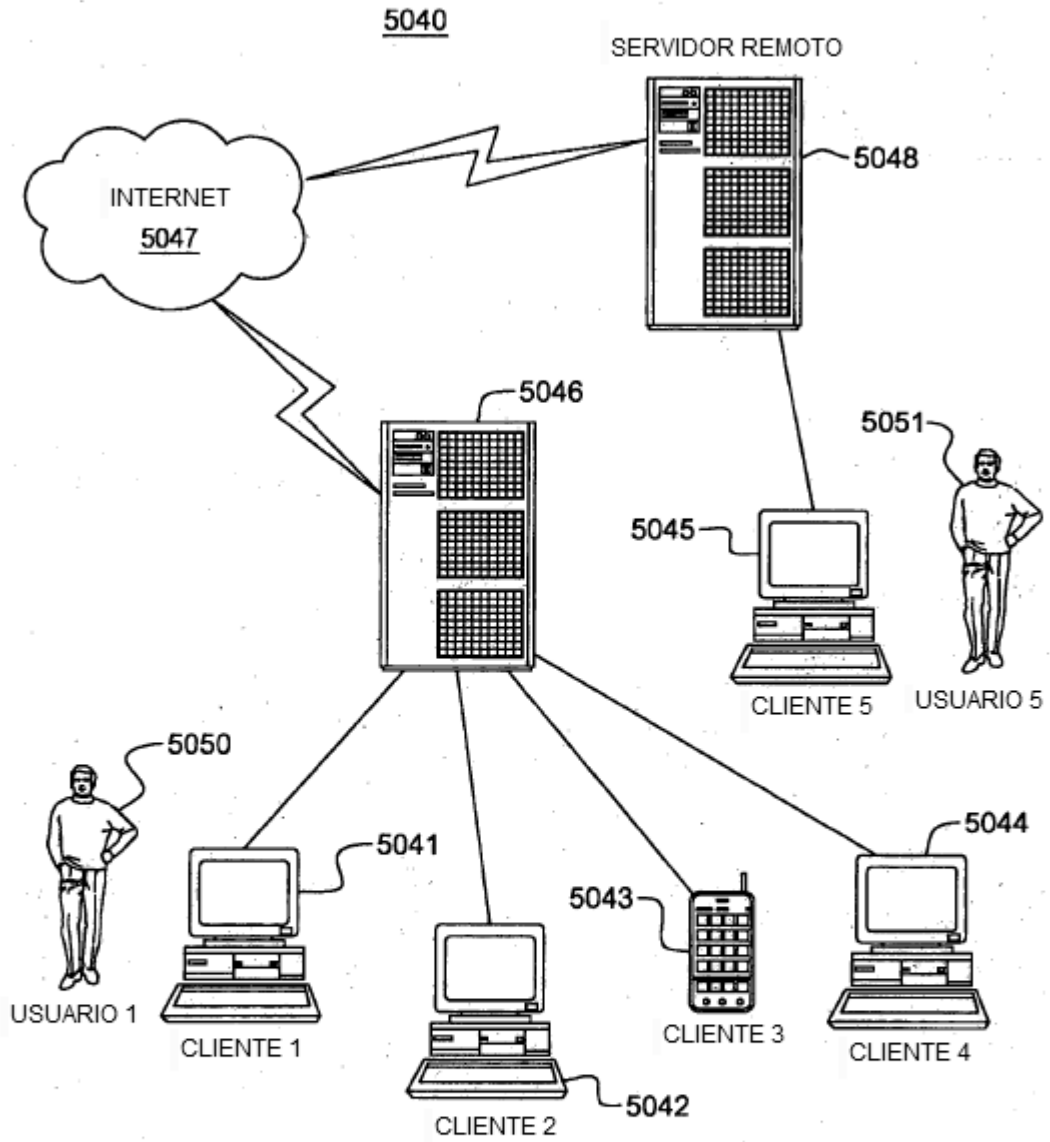 5040
SERVIDOR REMOTO
5048
INTERNET
5047
5046
5051
5045
CLIENTE 5
USUARIO 5
5050
5041
5044
5043
USUARIO 1
CLIENTE 1
CLIENTE 3
CLIENTE 4
5042
CLIENTE 2